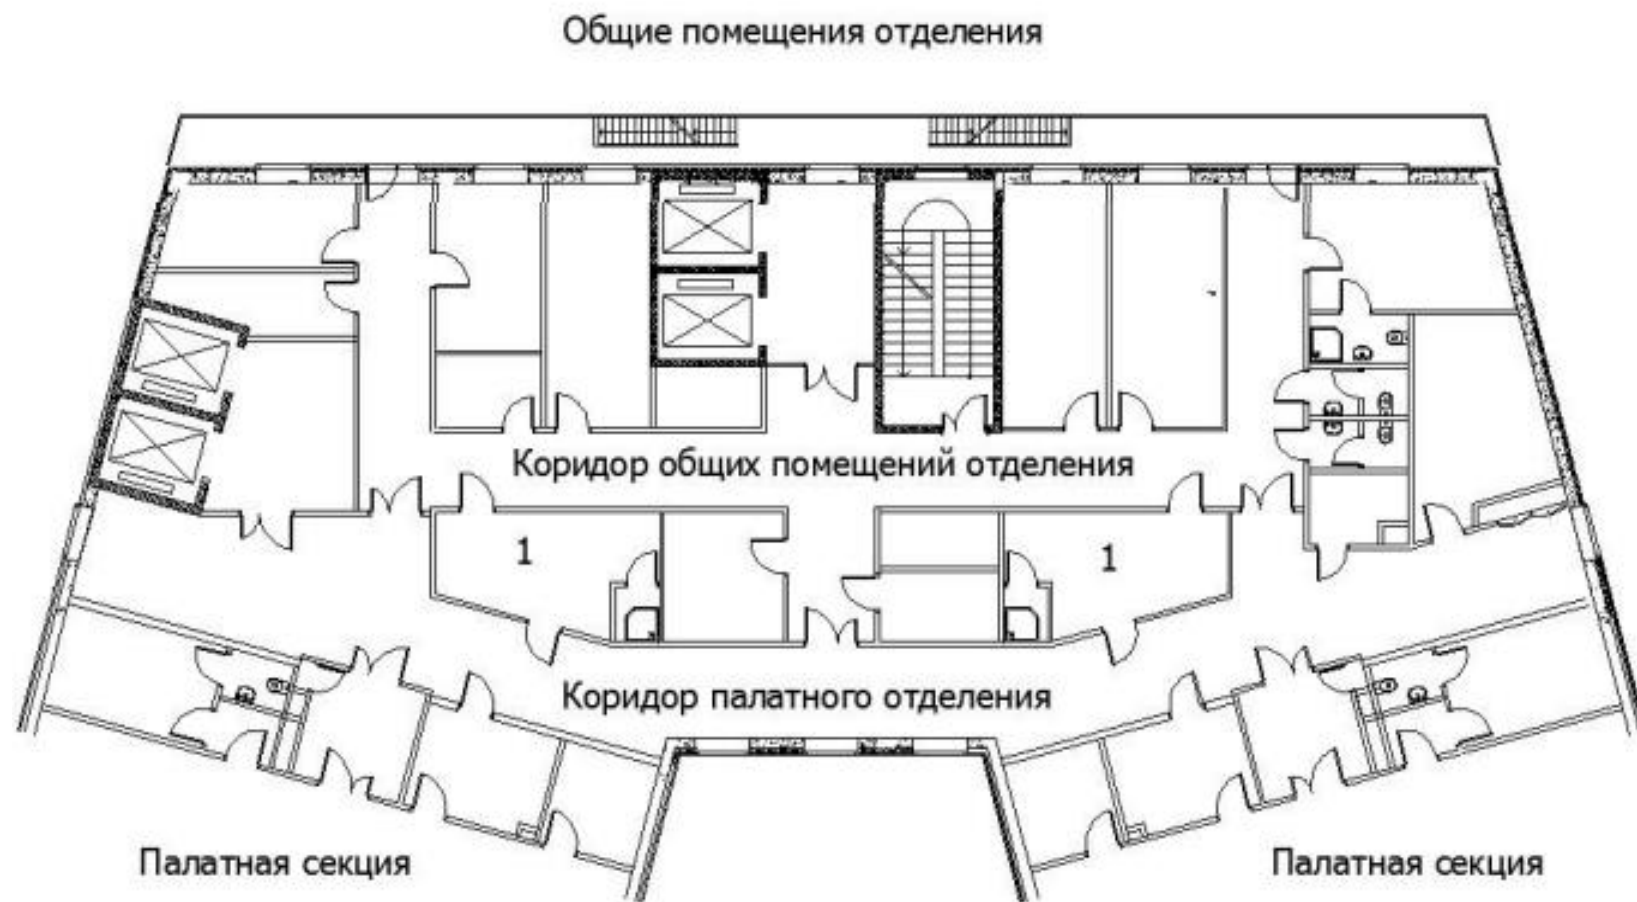 Общие помещения отделения
Коридор общих помещений отделения
1
1
Коридор палатного отделения
Палатная секция
Палатная секция